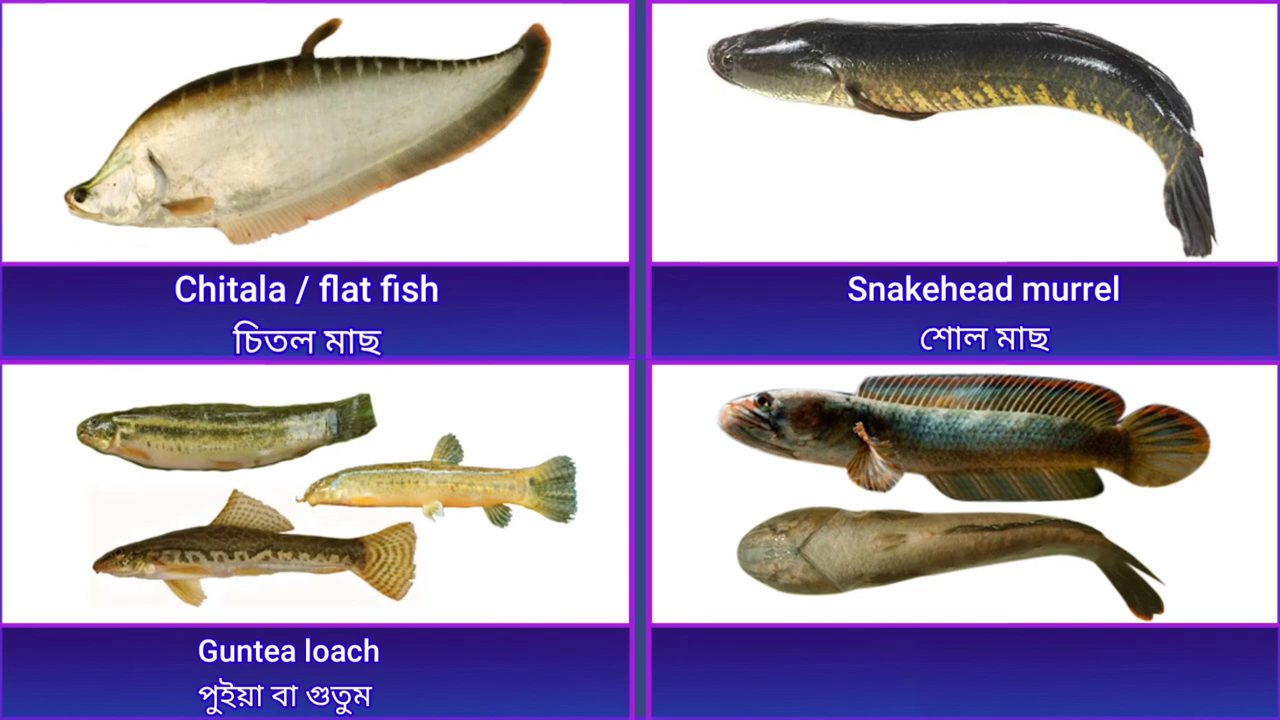 Chitala / flat fish
চিতল মাছ
Snakehead murrel
শোল মাছ
Guntea loach
পুইয়া বা গুতুম